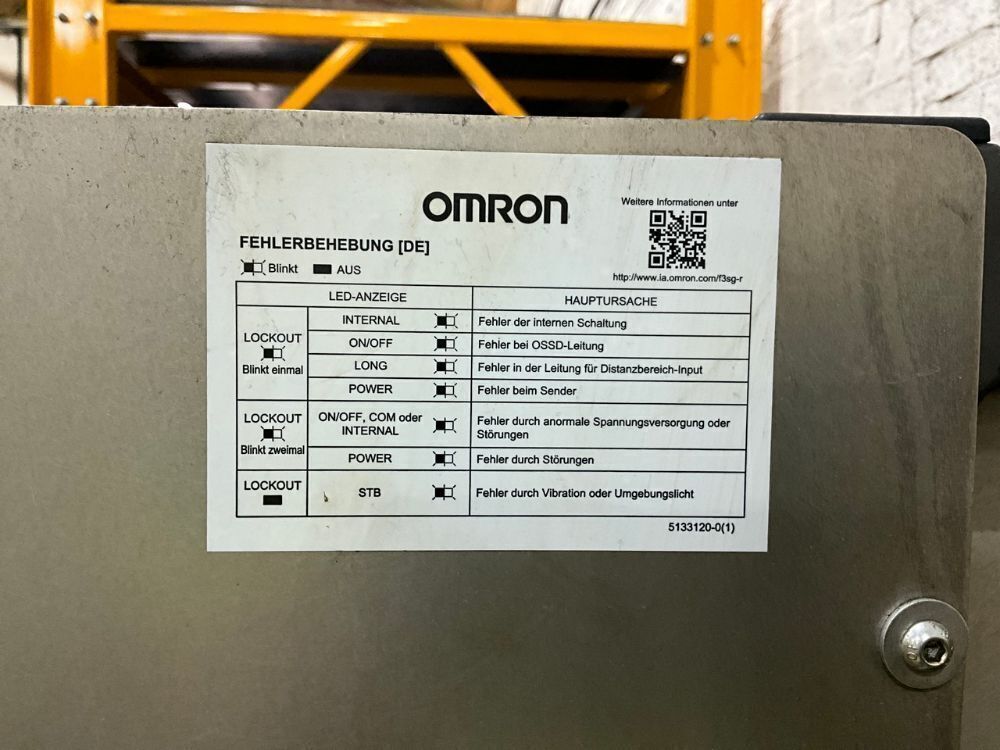 OMRON
Weitere Informationen unter
http://www.ia.omron.com/f3sg-r
FEHLERBEHEBUNG [DE]
Blinkt AUS
LED-ANZEIGE HAUPTURSACHE
LOCKOUT
Blinkt einmal
INTERNAL Fehler der internen Schaltung
ON/OFF Fehler bei OSSD-Leitung
LONG Fehler in der Leitung für Distanzbereich-Input
POWER Fehler beim Sender
LOCKOUT
Blinkt zweimal
ON/OFF, COM oder
INTERNAL
Fehler durch anormale Spannungsversorgung oder
Störungen
POWER Fehler durch Störungen
LOCKOUT
STB Fehler durch Vibration oder Umgebungslicht
5133120-0(1)